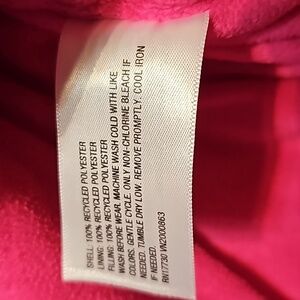 SHELL: 100% RECYCLED POLYESTER
LINING: 100% RECYCLED POLYESTER
FILLING: 100% RECYCLED POLYESTER
WASH BEFORE WEAR. MACHINE WASH COLD WITH LIKE
COLORS. GENTLE CYCLE. ONLY NON-CHLORINE BLEACH IF
NEEDED. TUMBLE DRY LOW. REMOVE PROMPTLY. COOL IRON
IF NEEDED.
RN17730 VN2000863